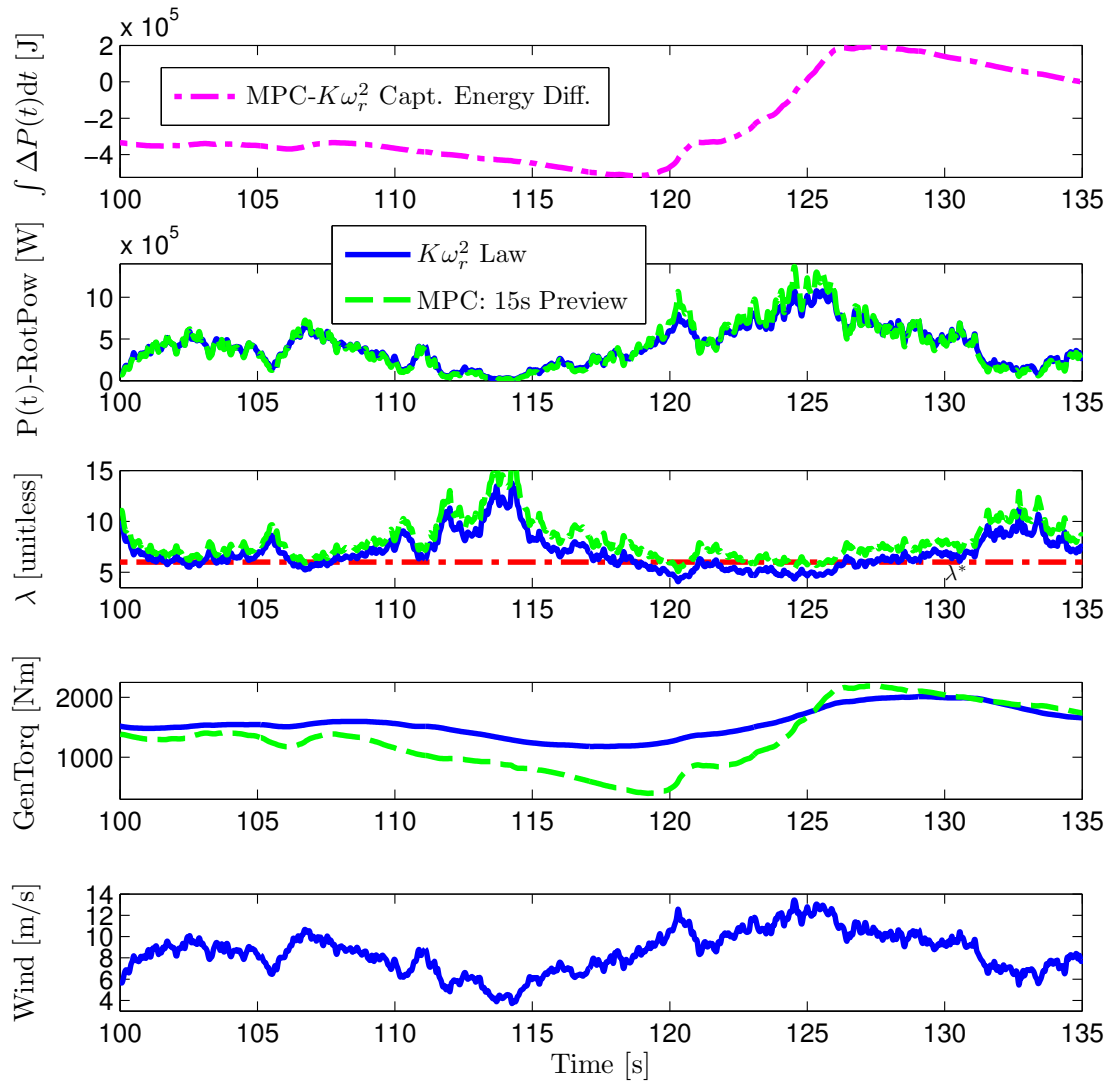 x 10^5
∫ ΔP(t)dt [J]
2
0
−2
−4
MPC-Kω_r^2 Capt. Energy Diff.
100 105 110 115 120 125 130 135
x 10^5
P(t)-RotPow [W]
10
5
0
Kω_r^2 Law
MPC: 15s Preview
100 105 110 115 120 125 130 135
λ [unitless]
15
10
5
λ*
100 105 110 115 120 125 130 135
GenTorq [Nm]
2000
1000
100 105 110 115 120 125 130 135
Wind [m/s]
14
12
10
8
6
4
100 105 110 115 120 125 130 135
Time [s]